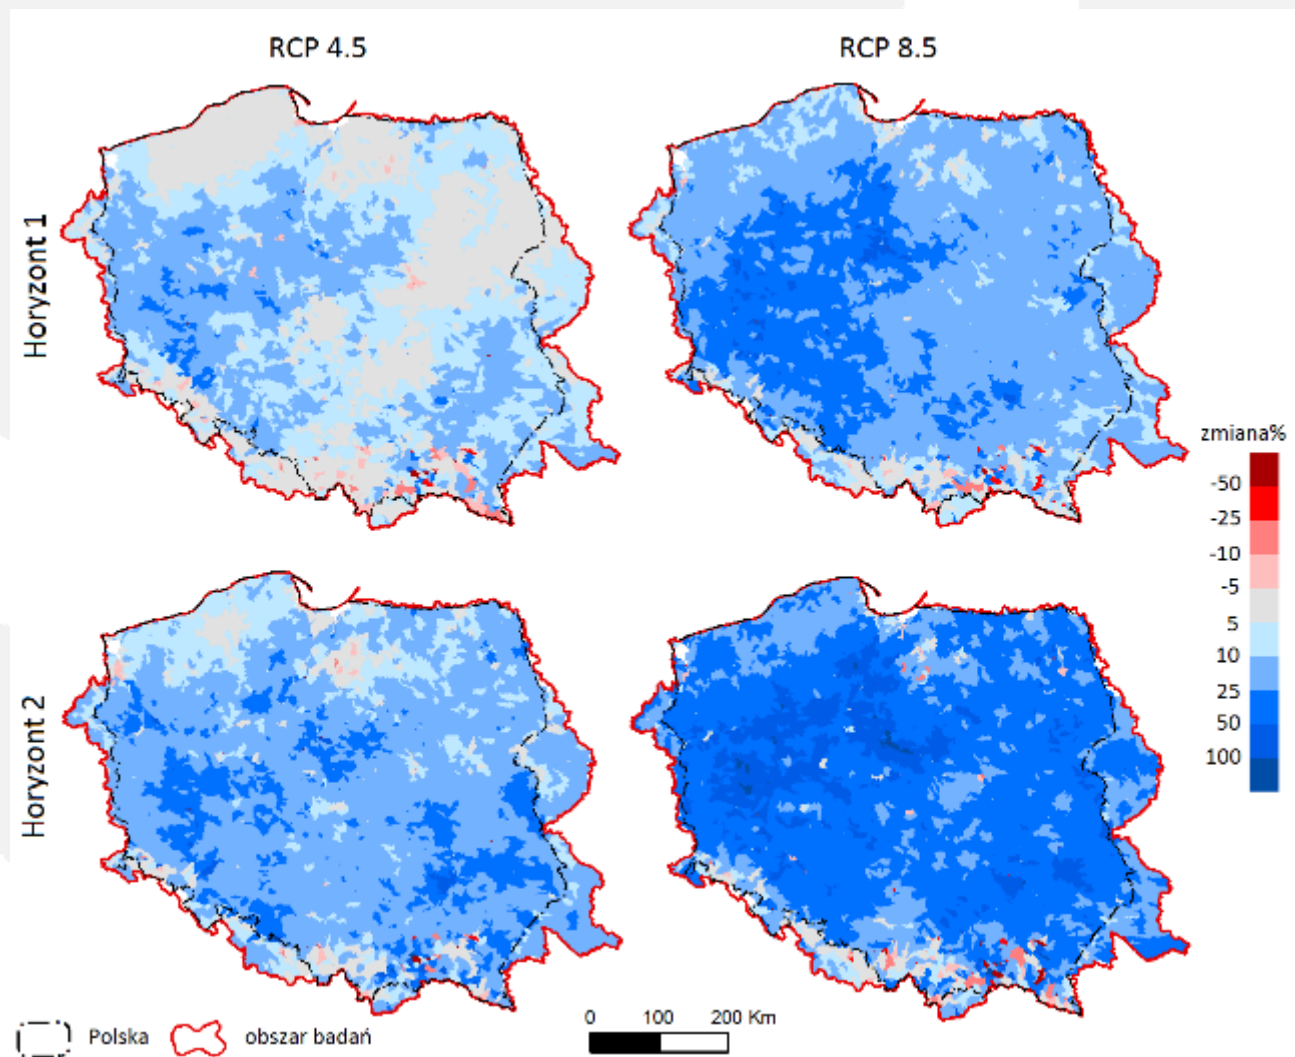 RCP 4.5
RCP 8.5
Horyzont 1
zmiana%
-50
-25
-10
-5
5
10
25
50
100
Horyzont 2
0 100 200 Km
Polska
obszar badań